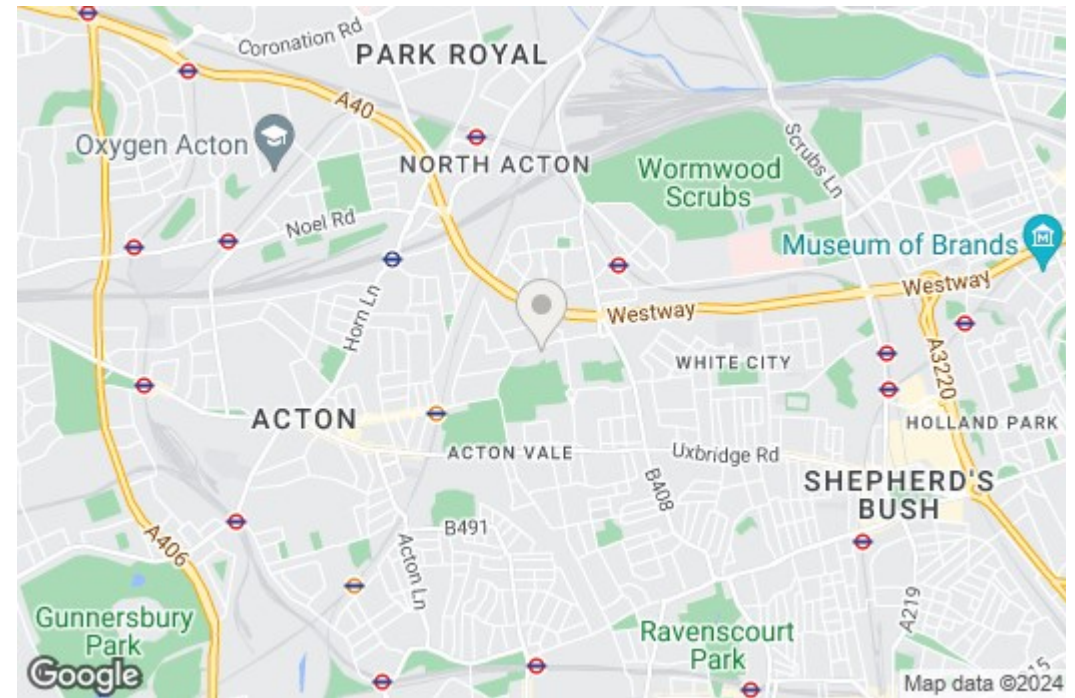 Coronation Rd
PARK ROYAL
A40
Oxygen Acton
NORTH ACTON
Wormwood
Scrubs
Scrubs Ln
Noel Rd
Museum of Brands
Horn Ln
Westway
Westway
WHITE CITY
A3220
ACTON
HOLLAND PARK
ACTON VALE
Uxbridge Rd
B408
SHEPHERD'S
BUSH
B491
A406
Acton Ln
A219
Gunnersbury
Park
Ravenscourt
Park
Google
Map data ©2024